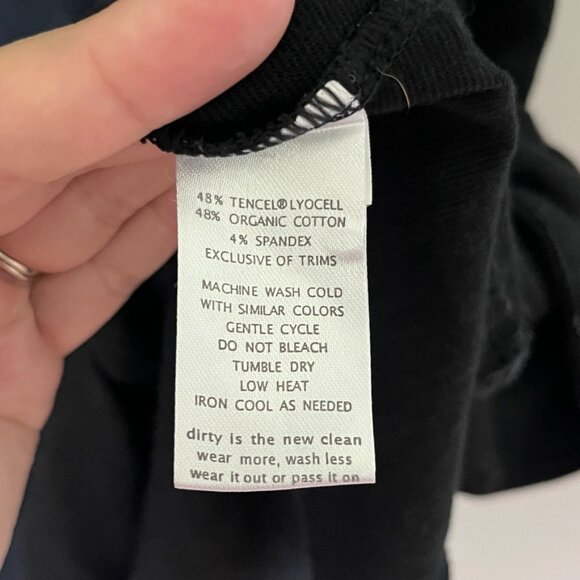 48% TENCEL®LYOCELL
48% ORGANIC COTTON
4% SPANDEX
EXCLUSIVE OF TRIMS
MACHINE WASH COLD
WITH SIMILAR COLORS
GENTLE CYCLE
DO NOT BLEACH
TUMBLE DRY
LOW HEAT
IRON COOL AS NEEDED
dirty is the new clean
wear more, wash less
wear it out or pass it on